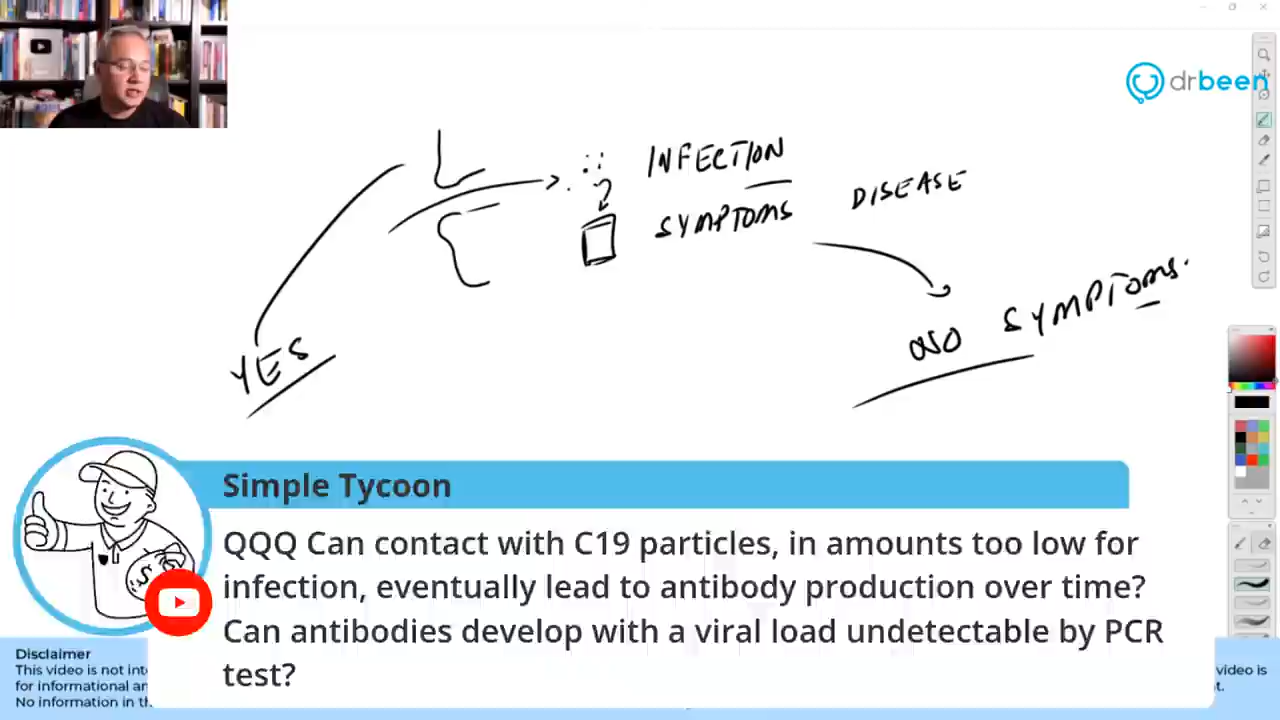 drbeen
INFECTION
SYMPTOMS
DISEASE
NO SYMPTOMS.
YES
Simple Tycoon
QQQ Can contact with C19 particles, in amounts too low for
infection, eventually lead to antibody production over time?
Can antibodies develop with a viral load undetectable by PCR
test?
Disclaimer
This video is not int
video is
for informational an
t.
No information in th